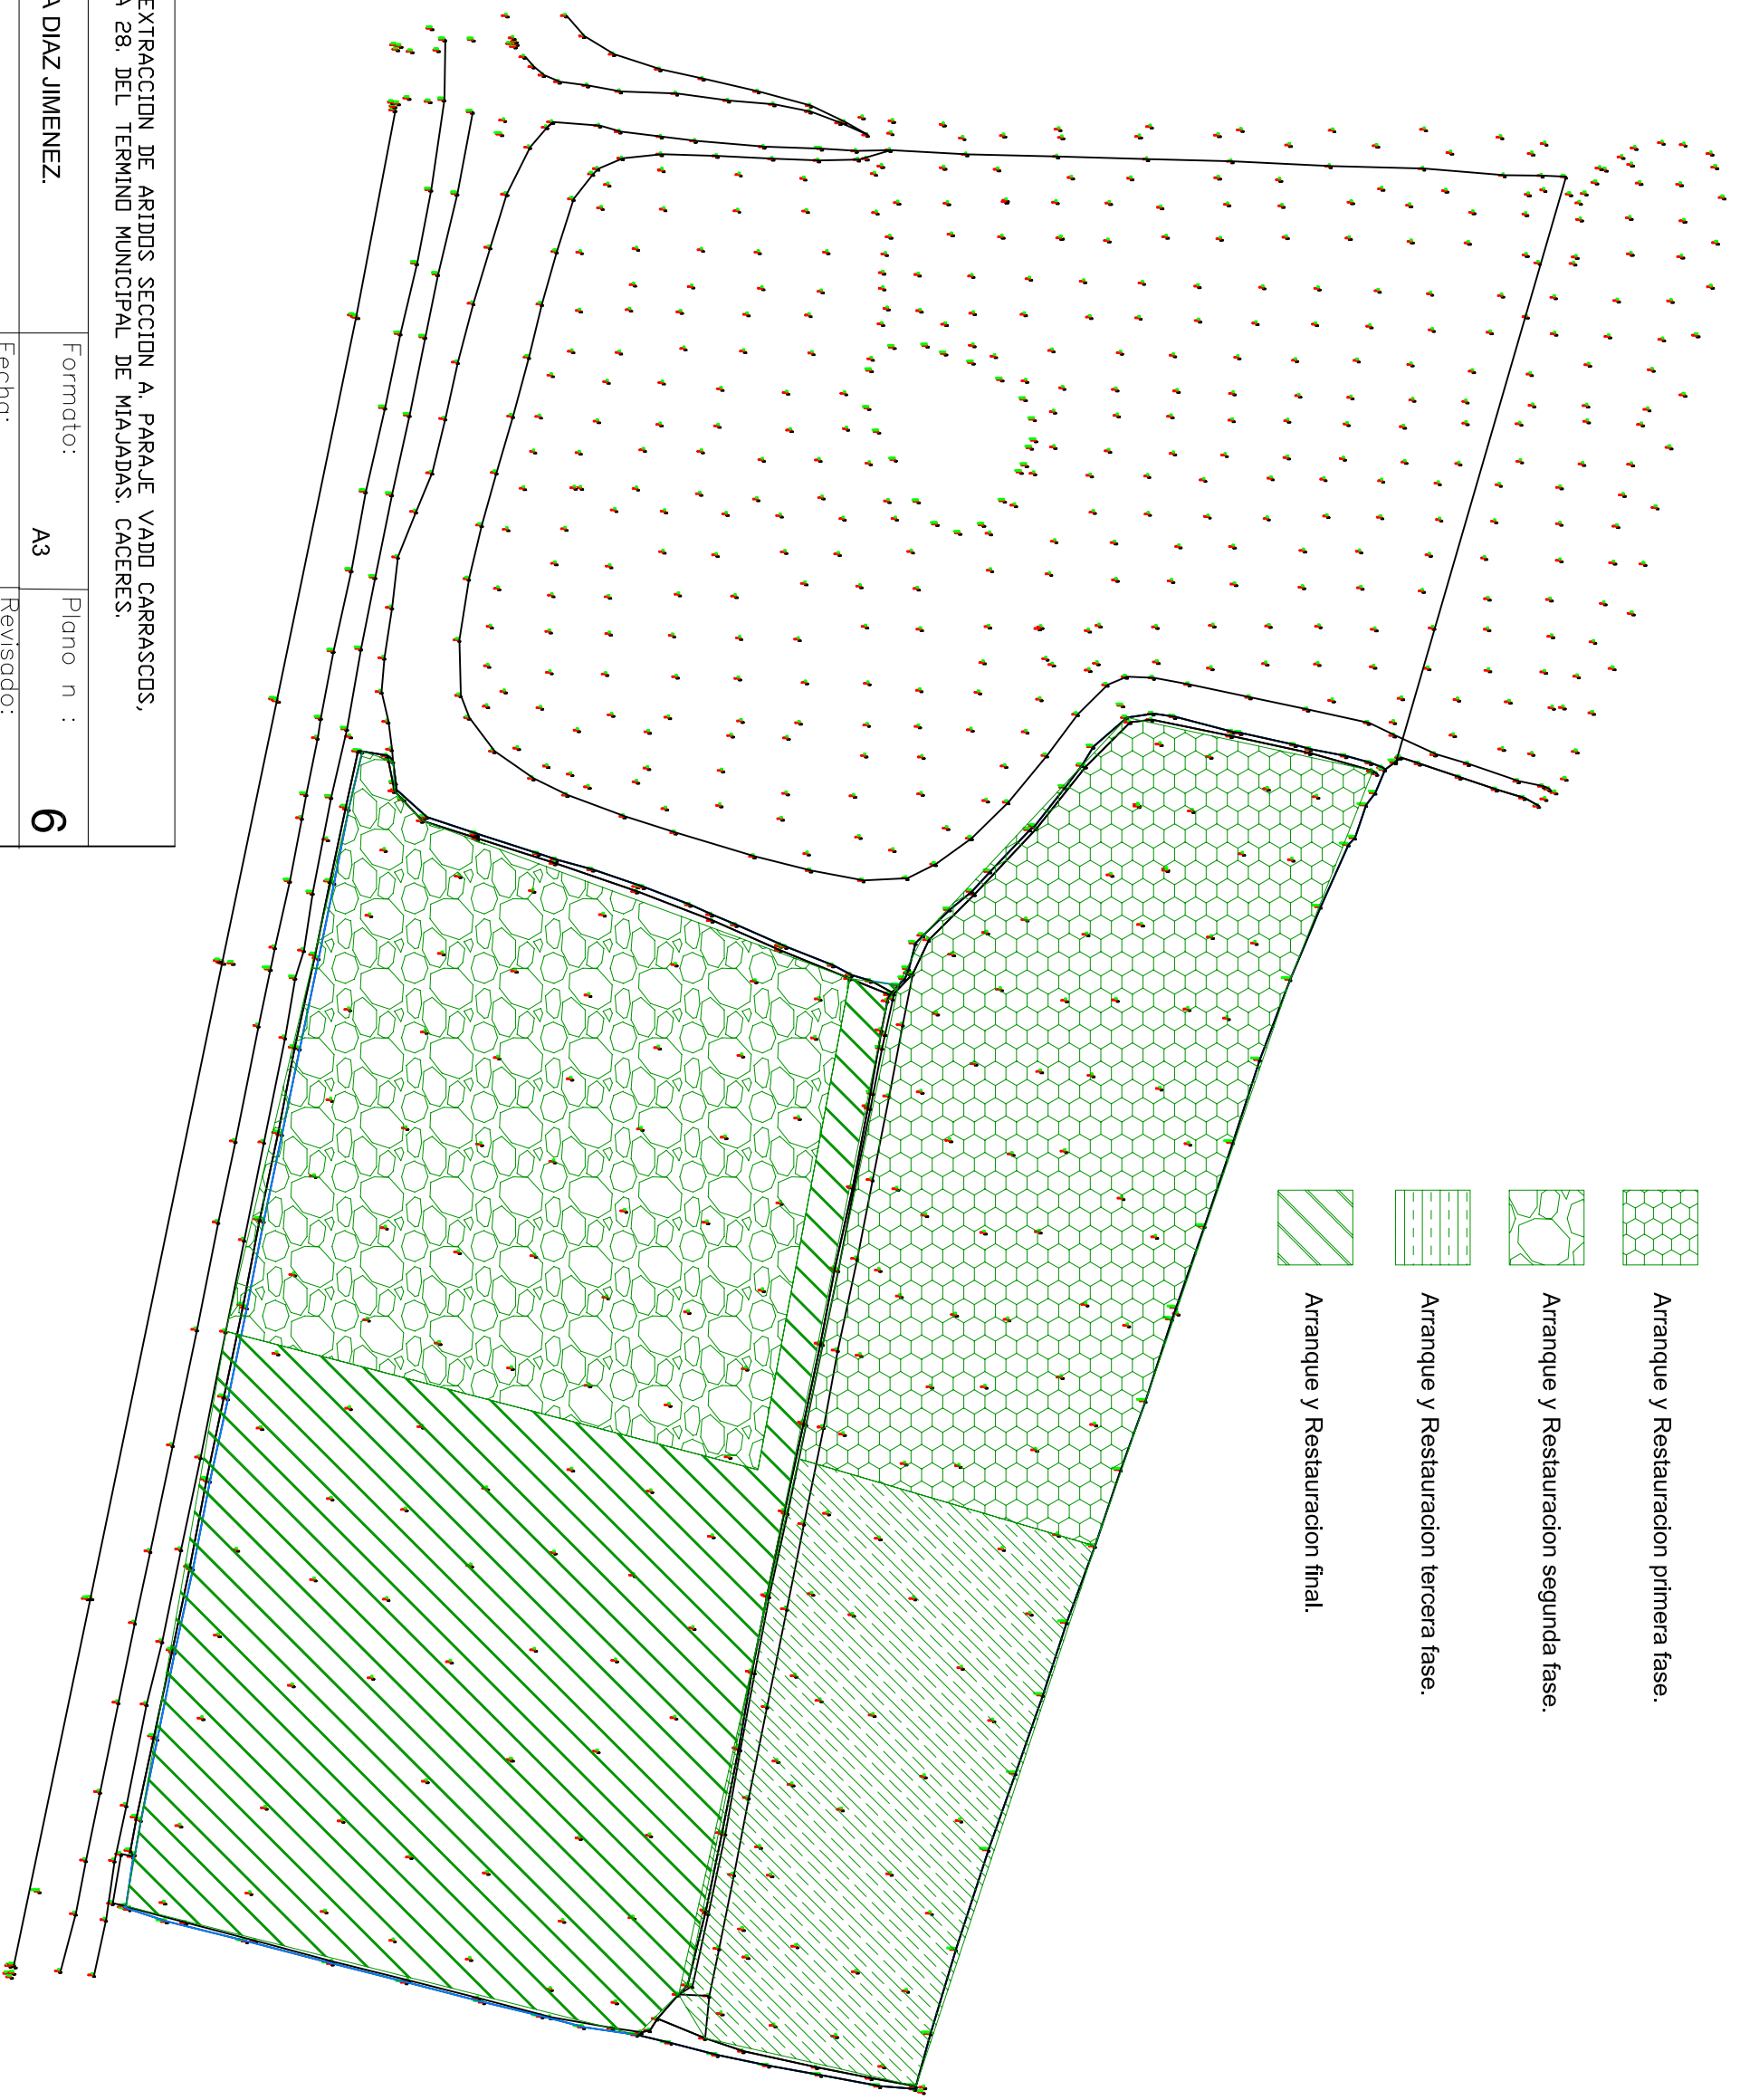 Arranque y Restauracion primera fase.
Arranque y Restauracion segunda fase.
Arranque y Restauracion tercera fase.
Arranque y Restauracion final.
EXTRACCION DE ARIDOS SECCION A, PARAJE VADO CARRASCOS,
A 28. DEL TERMINO MUNICIPAL DE MIAJADAS. CACERES.
A DIAZ JIMENEZ.
Formato:
A3
Plano n :
6
Fecha:
Revisado: